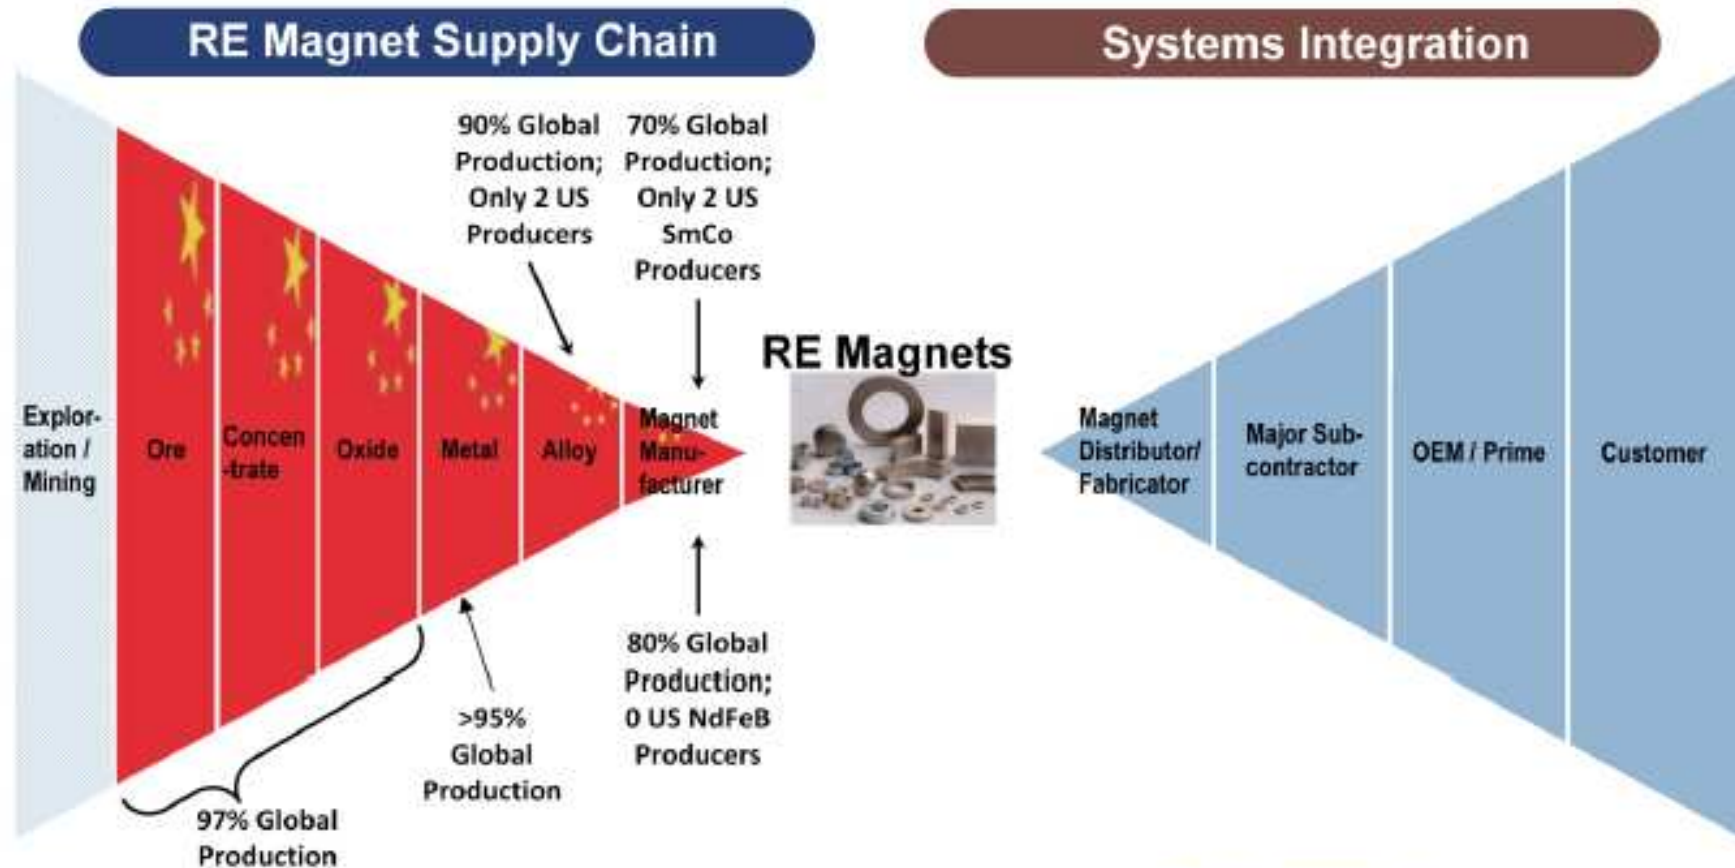 RE Magnet Supply Chain
Systems Integration
90% Global
Production;
Only 2 US
Producers
70% Global
Production;
Only 2 US
SmCo
Producers
RE Magnets
Explor-
ation /
Mining
Ore
Concen
-trate
Oxide
Metal
Alloy
Magnet
Manu-
facturer
Magnet
Distributor/
Fabricator
Major Sub-
contractor
OEM / Prime
Customer
80% Global
Production;
0 US NdFeB
Producers
>95%
Global
Production
97% Global
Production